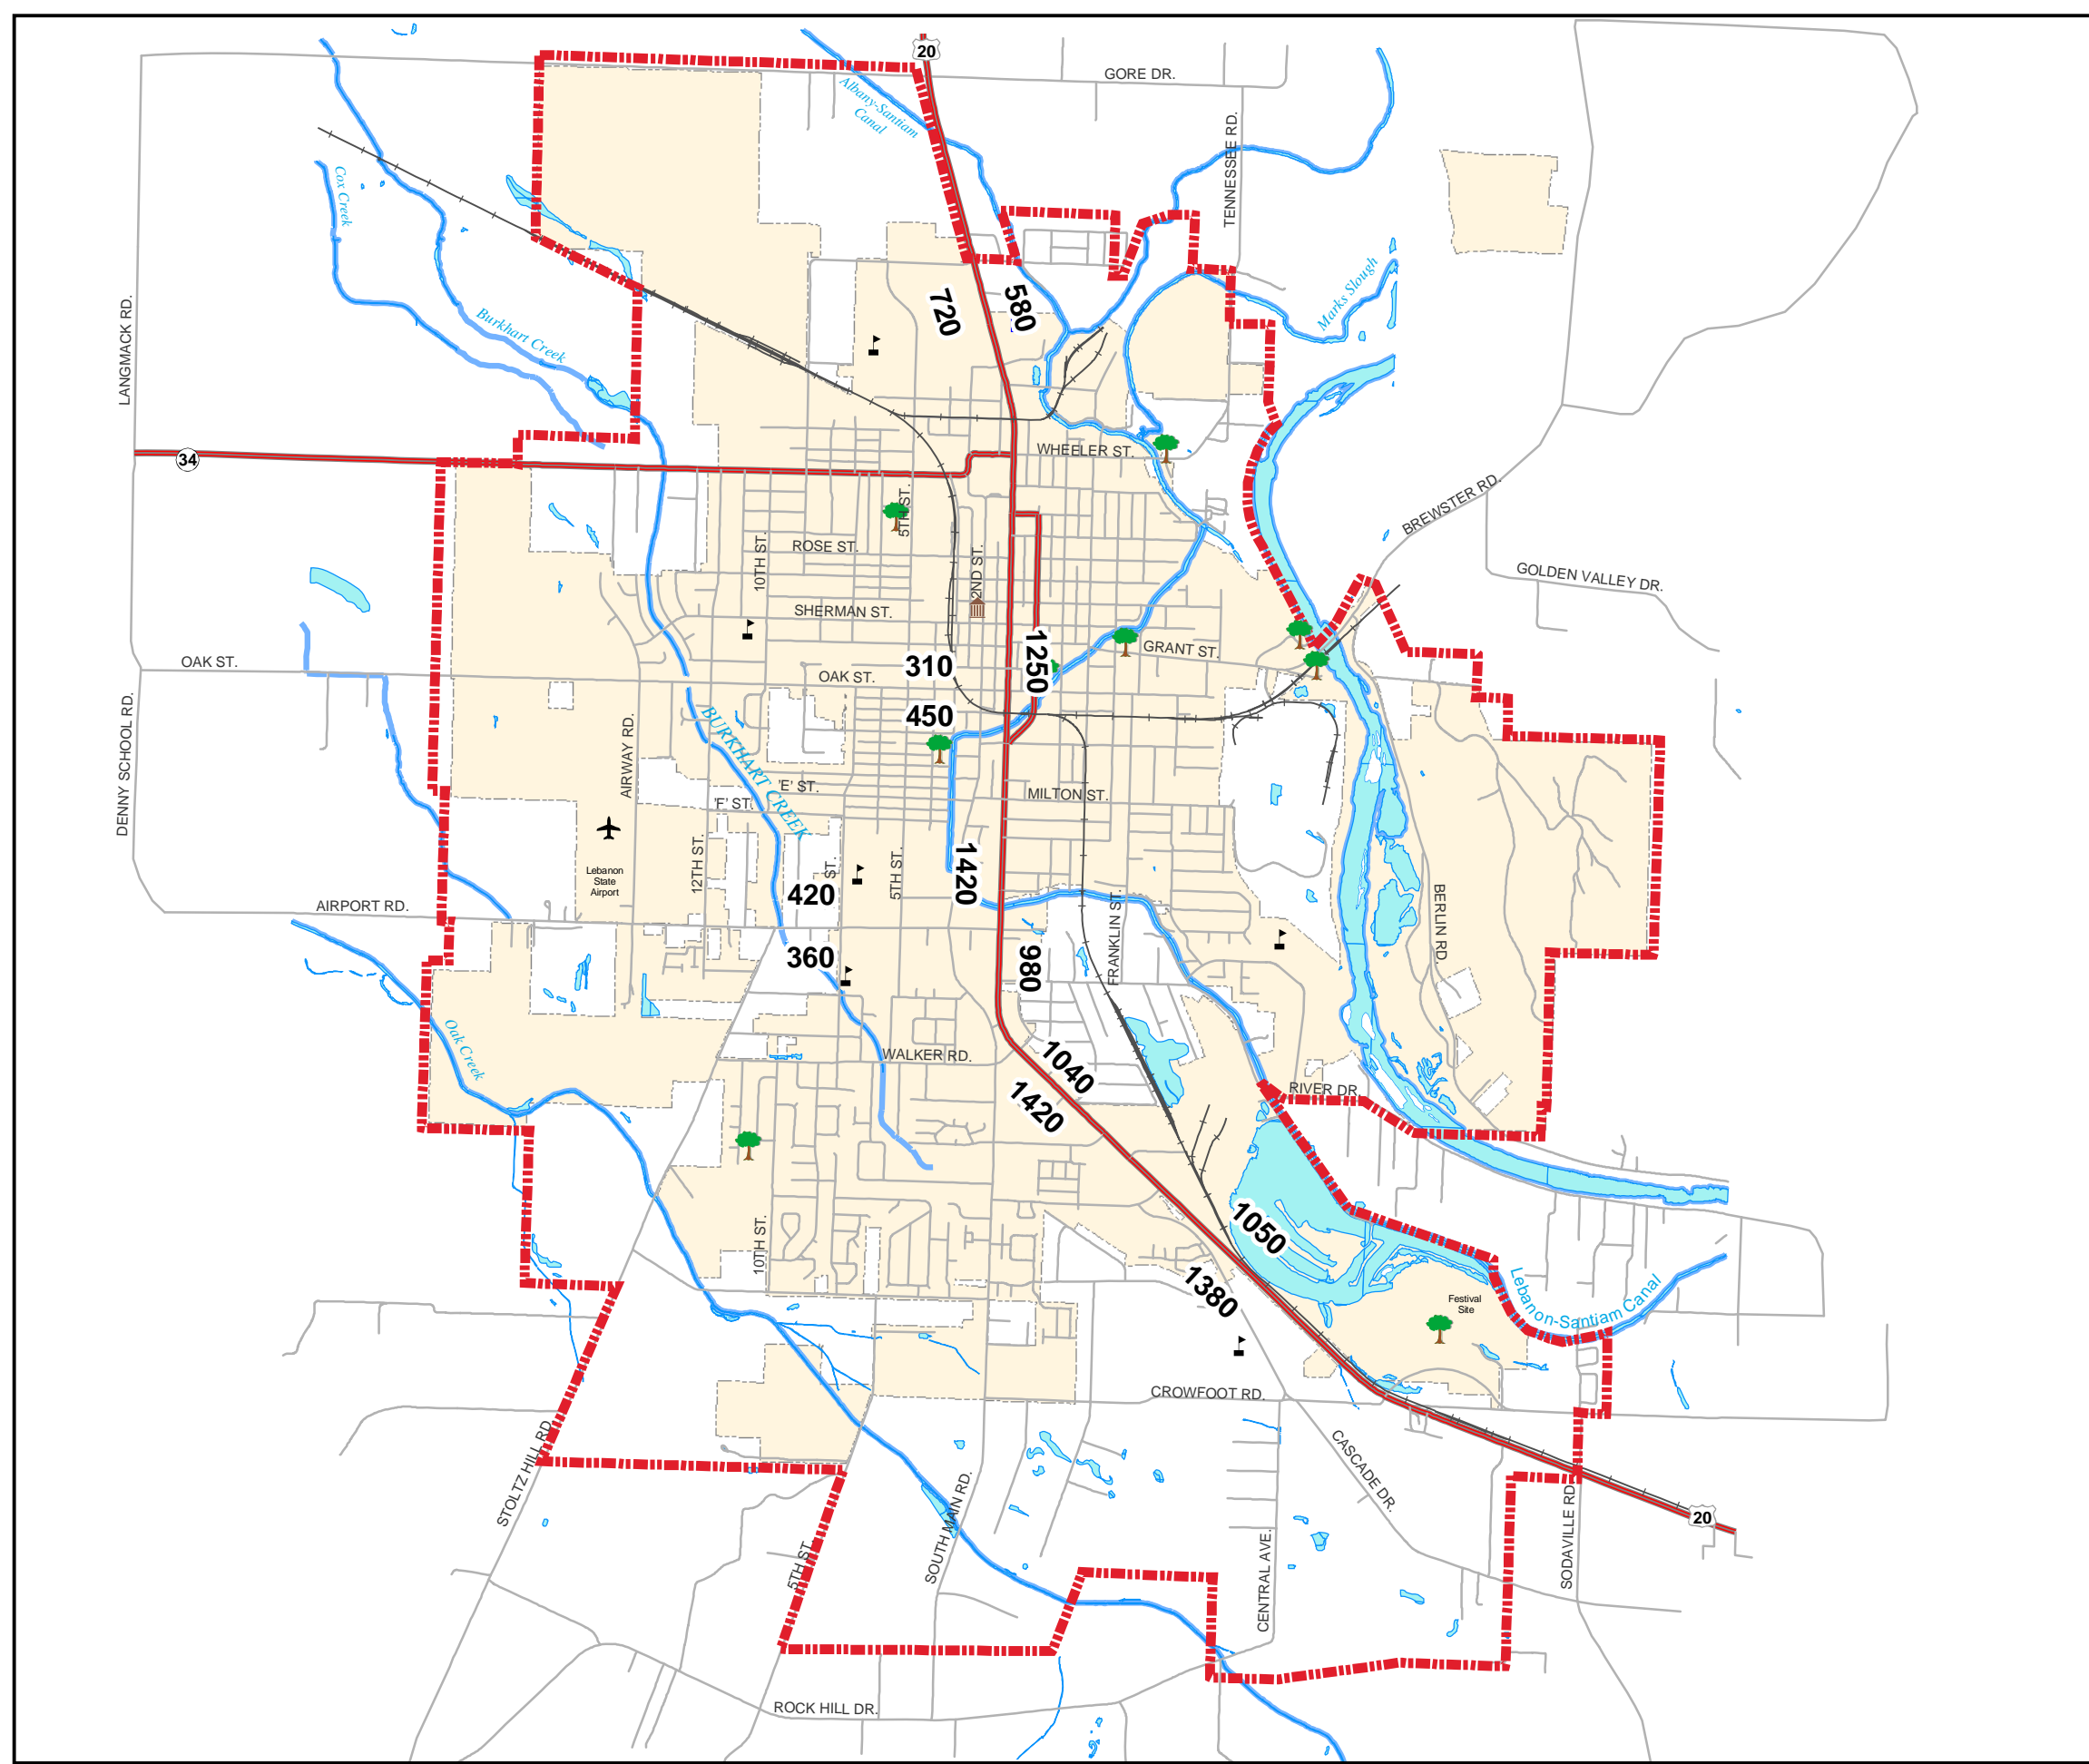 20
GORE DR.
Albany-Santiam
Canal
TENNESSEE RD.
Cox Creek
Marks Slough
LANGMACK RD.
Burkhart Creek
720
580
34
WHEELER ST.
5TH ST.
BREWSTER RD.
10TH ST.
ROSE ST.
2ND ST.
GOLDEN VALLEY DR.
SHERMAN ST.
GRANT ST.
OAK ST.
310
1250
OAK ST.
450
DENNY SCHOOL RD.
AIRWAY RD.
BURKHART CREEK
'E' ST.
'F' ST.
MILTON ST.
Lebanon
State
Airport
12TH ST.
ST.
5TH ST.
1420
420
FRANKLIN ST.
BERLIN RD.
AIRPORT RD.
360
980
Oak Creek
WALKER RD.
1040
1420
RIVER DR.
10TH ST.
1050
1380
Festival
Site
Lebanon-Santiam Canal
CROWFOOT RD.
STOLTZ HILL RD.
CASCADE DR.
SOUTH MAIN RD.
5TH ST.
CENTRAL AVE.
SODAVILLE RD.
20
ROCK HILL DR.